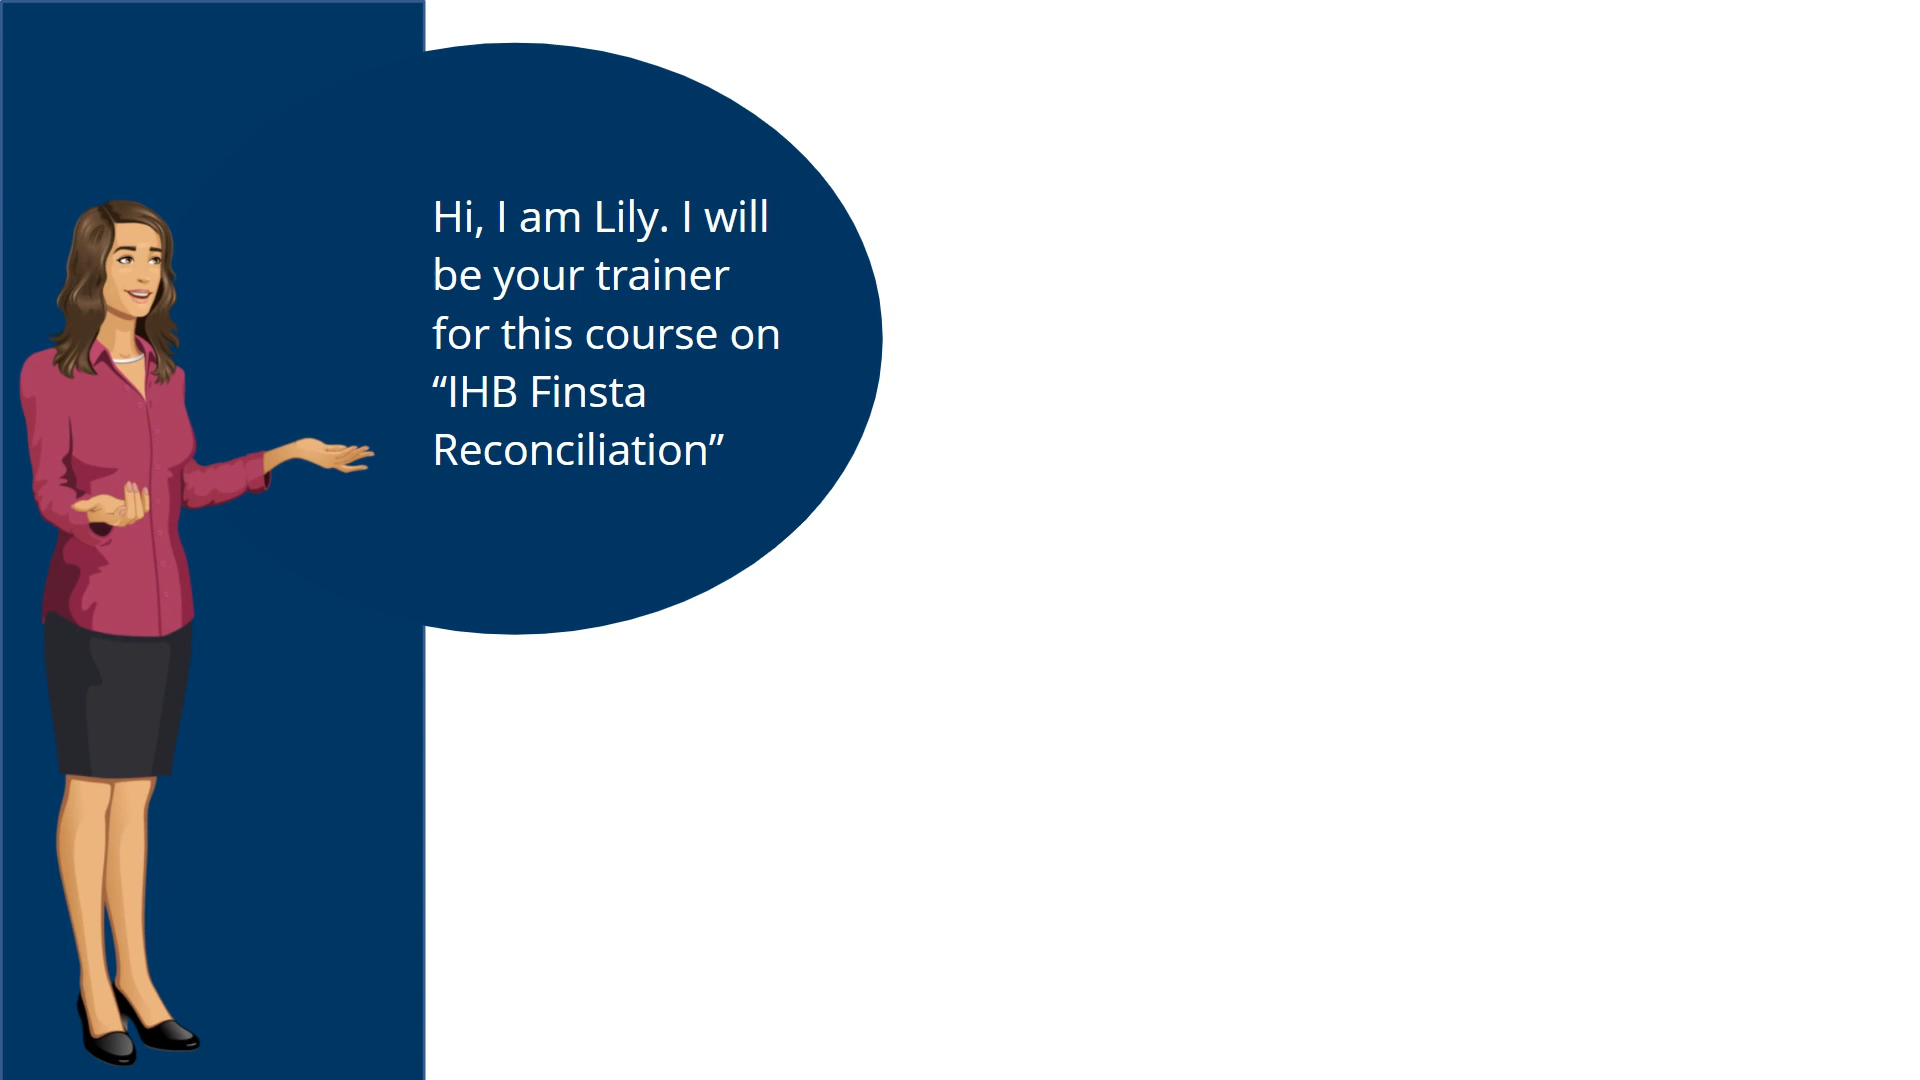 Hi, I am Lily. I will
be your trainer
for this course on
“IHB Finsta
Reconciliation”